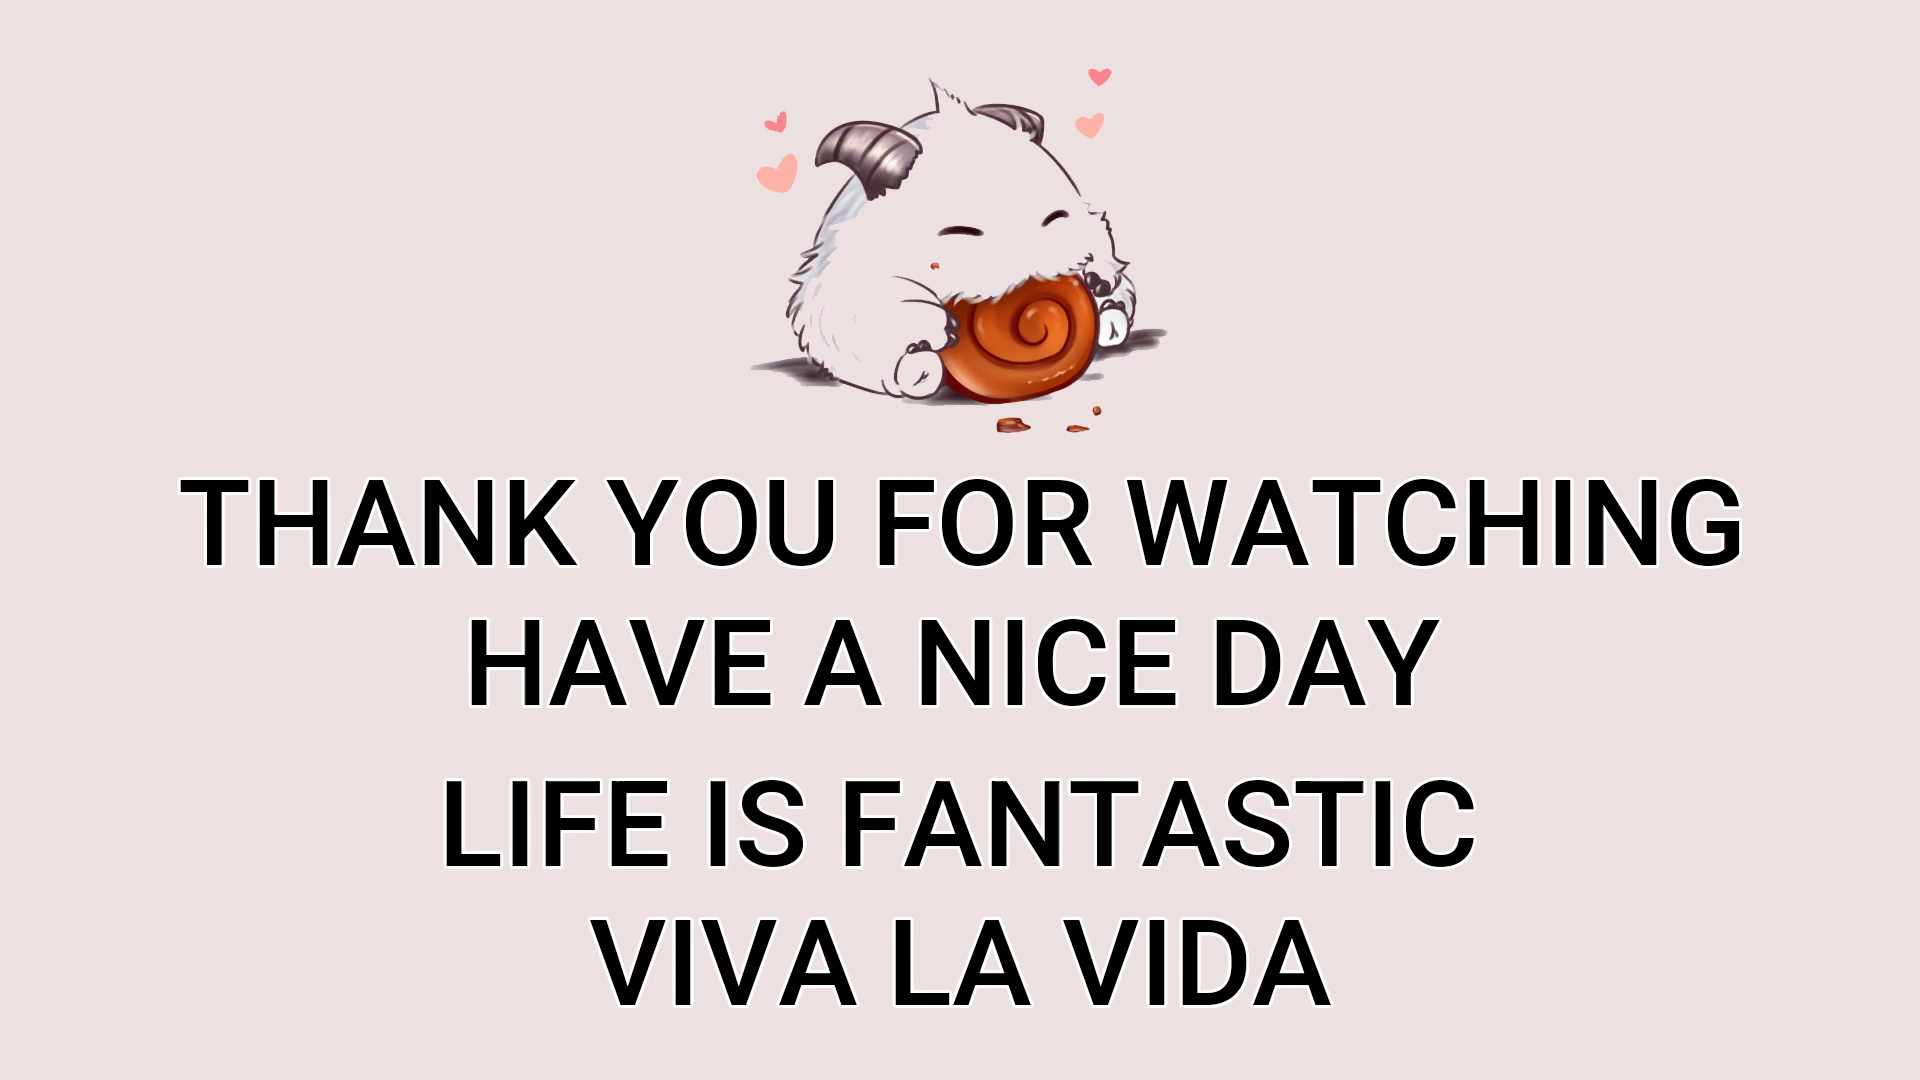 THANK YOU FOR WATCHING
HAVE A NICE DAY
LIFE IS FANTASTIC
VIVA LA VIDA